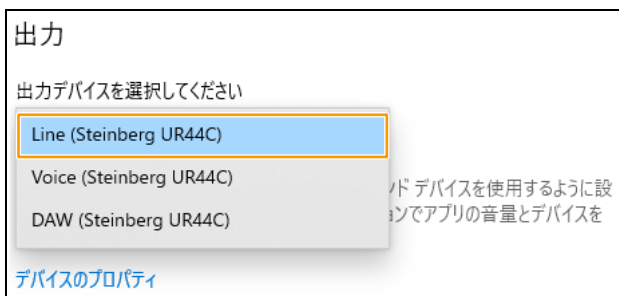 出力
出力デバイスを選択してください
Line (Steinberg UR44C)
Voice (Steinberg UR44C)
DAW (Steinberg UR44C)
ド デバイスを使用するように設
ンでアプリの音量とデバイスを
デバイスのプロパティ